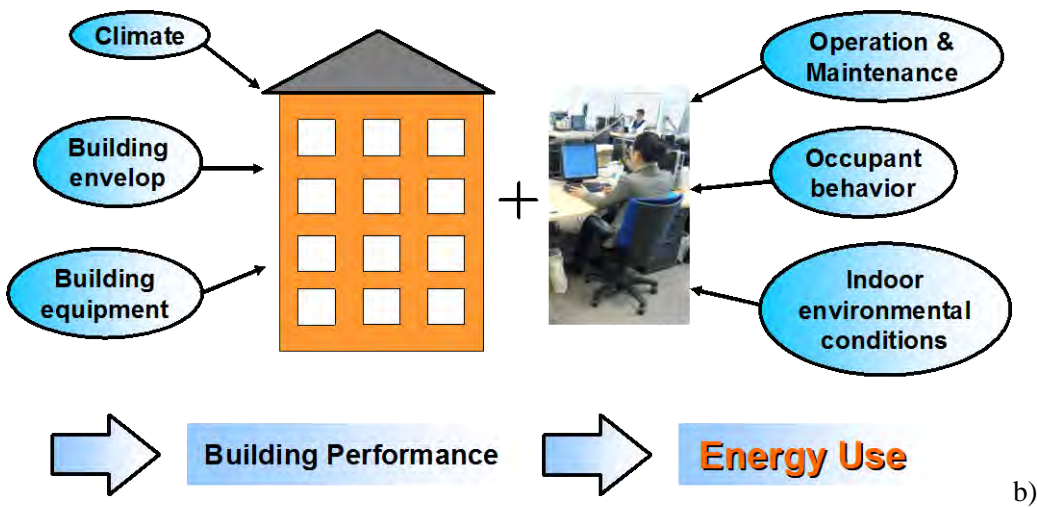 Climate
Building
envelop
Building
equipment
+
Operation &
Maintenance
Occupant
behavior
Indoor
environmental
conditions
Building Performance
Energy Use
b)